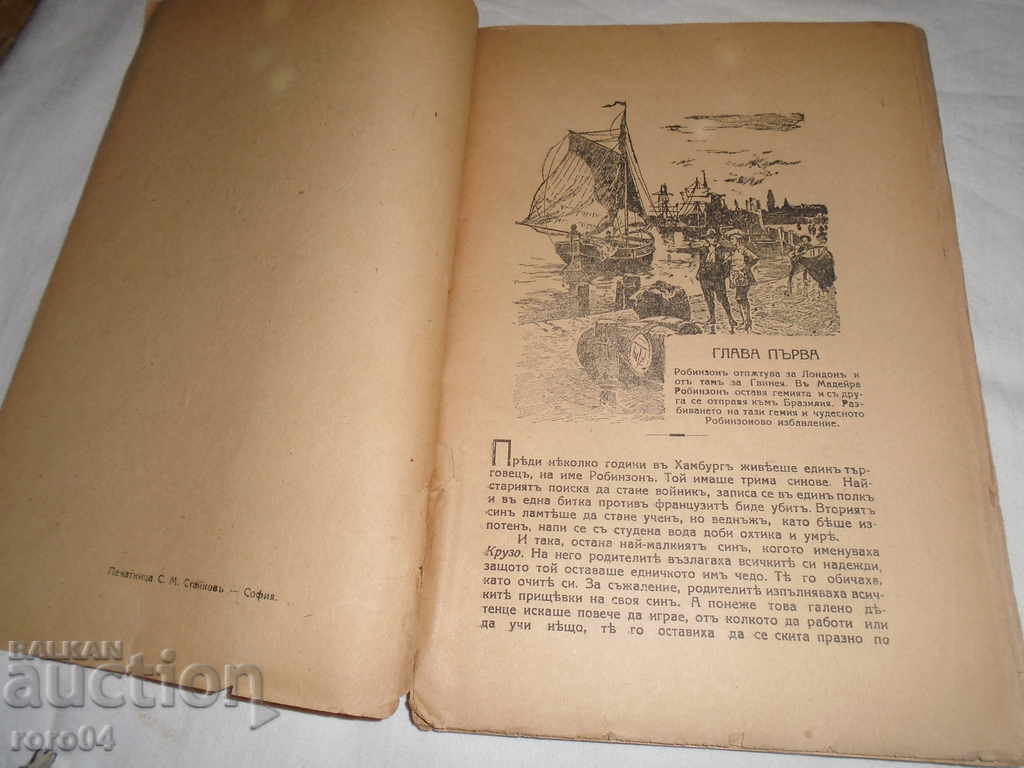 Печатница С. М. Стайковъ — София.
ГЛАВА ПЪРВА
Робинзонъ отпѫтува за Лондонъ и
отъ тамъ за Гвинея. Въ Мадейра
Робинзонъ оставя гемията и съ дру-
га се отправя къмъ Бразилия. Раз-
биването на тази гемия и чудесното
Робинзоново избавление.
Прѣди нѣколко години въ Хамбургъ живѣеше единъ тър-
говецъ, на име Робинзонъ. Той имаше трима синове. Най-
стариятъ поиска да стане войникъ, записа се въ единъ полкъ
и въ една битка противъ французитѣ биде убитъ. Вториятъ
синъ ламтѣше да стане ученъ, но веднъжъ, като бѣше из-
потенъ, напи се съ студена вода доби охтика и умрѣ.
И така, остана най-малкиятъ синъ, когото именуваха
Крузо. На него родителитѣ възлагаха всичкитѣ си надежди,
защото той оставаше едничкото имъ чедо. Тѣ го обичахѫ,
като очитѣ си. За съжаление, родителитѣ изпълняваха всич-
китѣ прищѣвки на своя синъ. А понеже това галено дѣ-
тенце искаше повече да играе, отъ колкото да работи или
да учи нѣщо, тѣ го оставиха да се скита празно по
BALKAN
auction
roro04